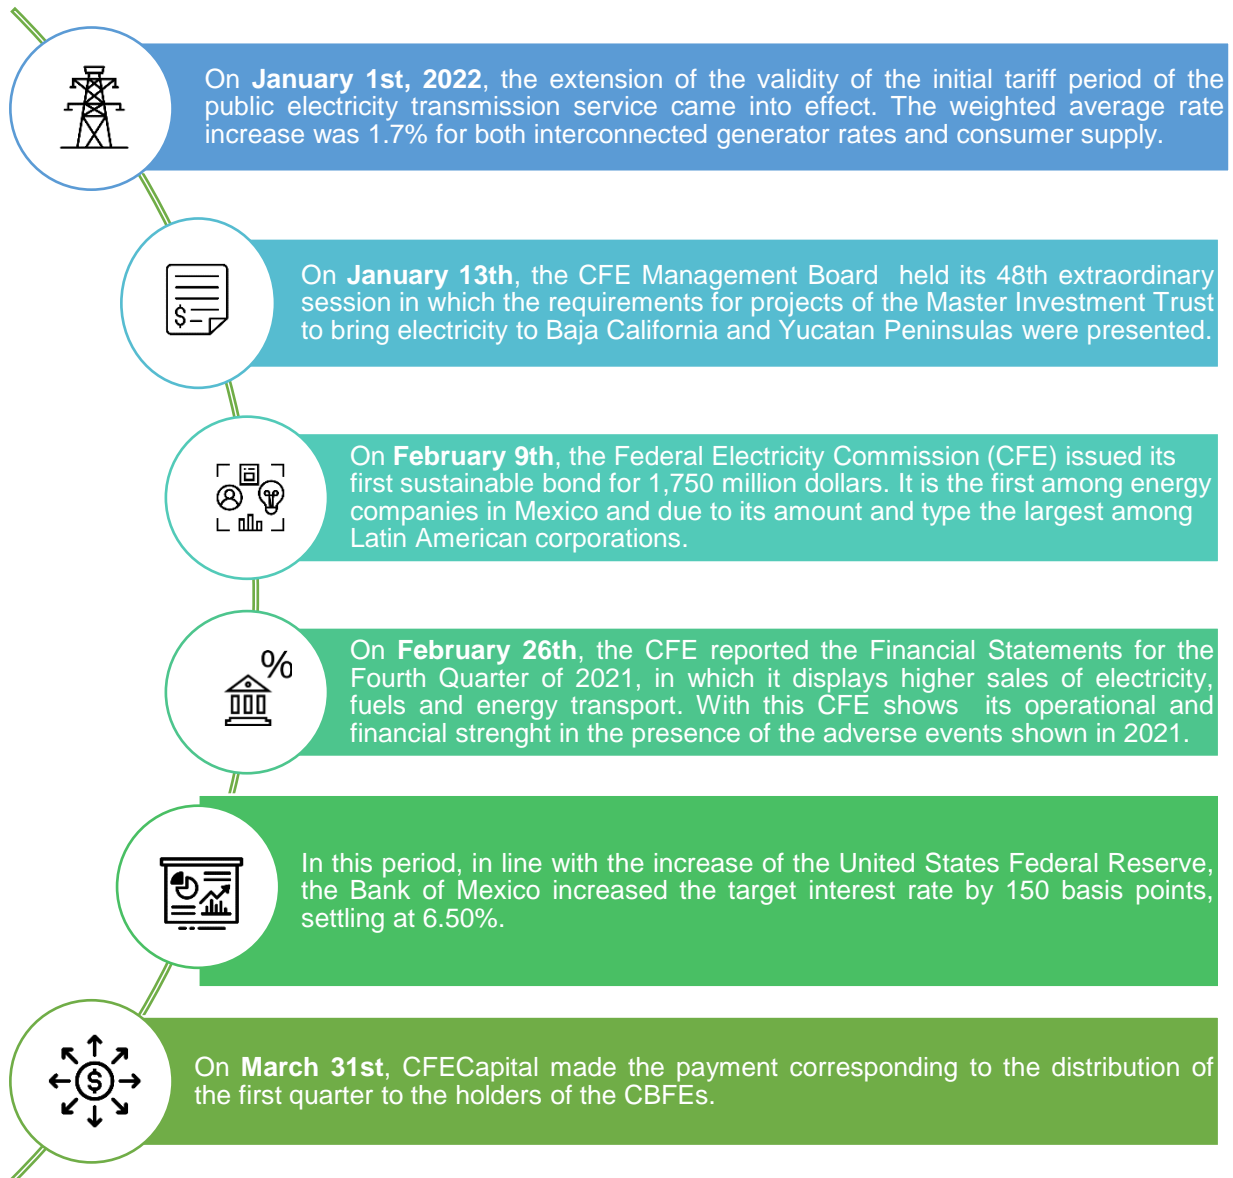 On January 1st, 2022, the extension of the validity of the initial tariff period of the
public electricity transmission service came into effect. The weighted average rate
increase was 1.7% for both interconnected generator rates and consumer supply.
On January 13th, the CFE Management Board held its 48th extraordinary
session in which the requirements for projects of the Master Investment Trust
to bring electricity to Baja California and Yucatan Peninsulas were presented.
$
On February 9th, the Federal Electricity Commission (CFE) issued its
first sustainable bond for 1,750 million dollars. It is the first among energy
companies in Mexico and due to its amount and type the largest among
Latin American corporations.
%
On February 26th, the CFE reported the Financial Statements for the
Fourth Quarter of 2021, in which it displays higher sales of electricity,
fuels and energy transport. With this CFE shows its operational and
financial strenght in the presence of the adverse events shown in 2021.
In this period, in line with the increase of the United States Federal Reserve,
the Bank of Mexico increased the target interest rate by 150 basis points,
settling at 6.50%.
$
On March 31st, CFECapital made the payment corresponding to the distribution of
the first quarter to the holders of the CBFEs.